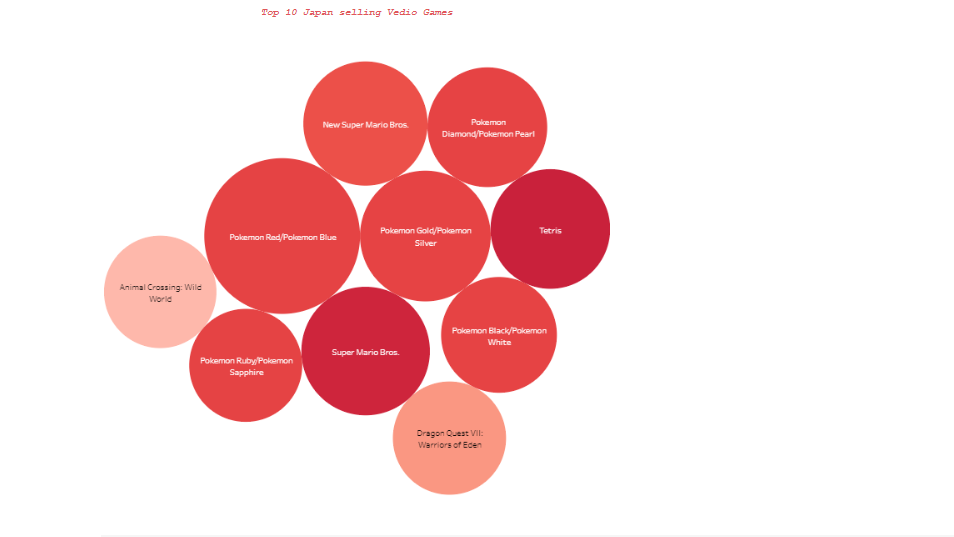 Top 10 Japan selling Vedio Games
New Super Mario Bros.
Pokemon
Diamond/Pokemon Pearl
Pokemon Red/Pokemon Blue
Pokemon Gold/Pokemon
Silver
Tetris
Animal Crossing: Wild
World
Pokemon Ruby/Pokemon
Sapphire
Super Mario Bros.
Pokemon Black/Pokemon
White
Dragon Quest VII:
Warriors of Eden